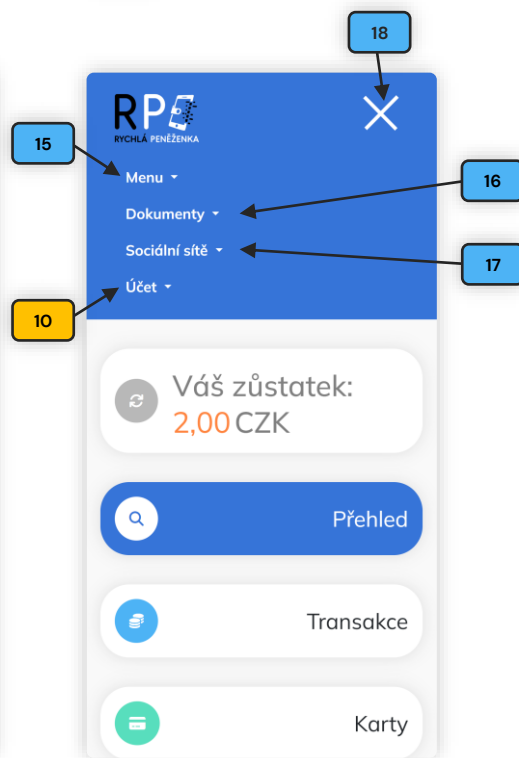 18
RP
RYCHLÁ PENĚŽENKA
15
Menu
16
Dokumenty
Sociální sítě
17
Účet
10
Váš zůstatek:
2,00 CZK
Přehled
Transakce
Karty